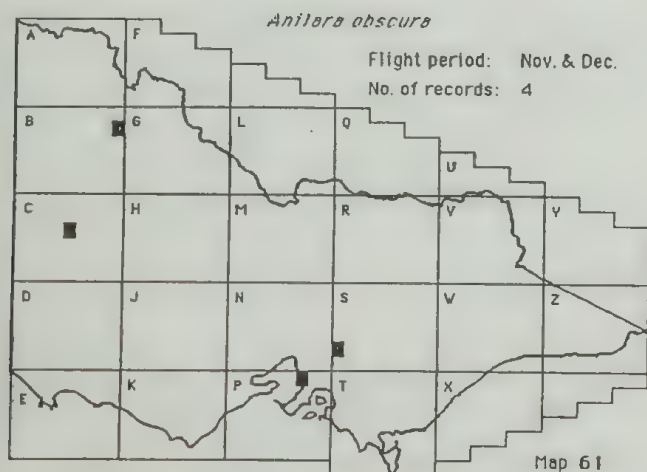 Anilara obscura
Flight period: Nov. & Dec.
No. of records: 4
A F
B G L Q
U
C H M R V Y
D J N S W Z
E K P T X
Map 61